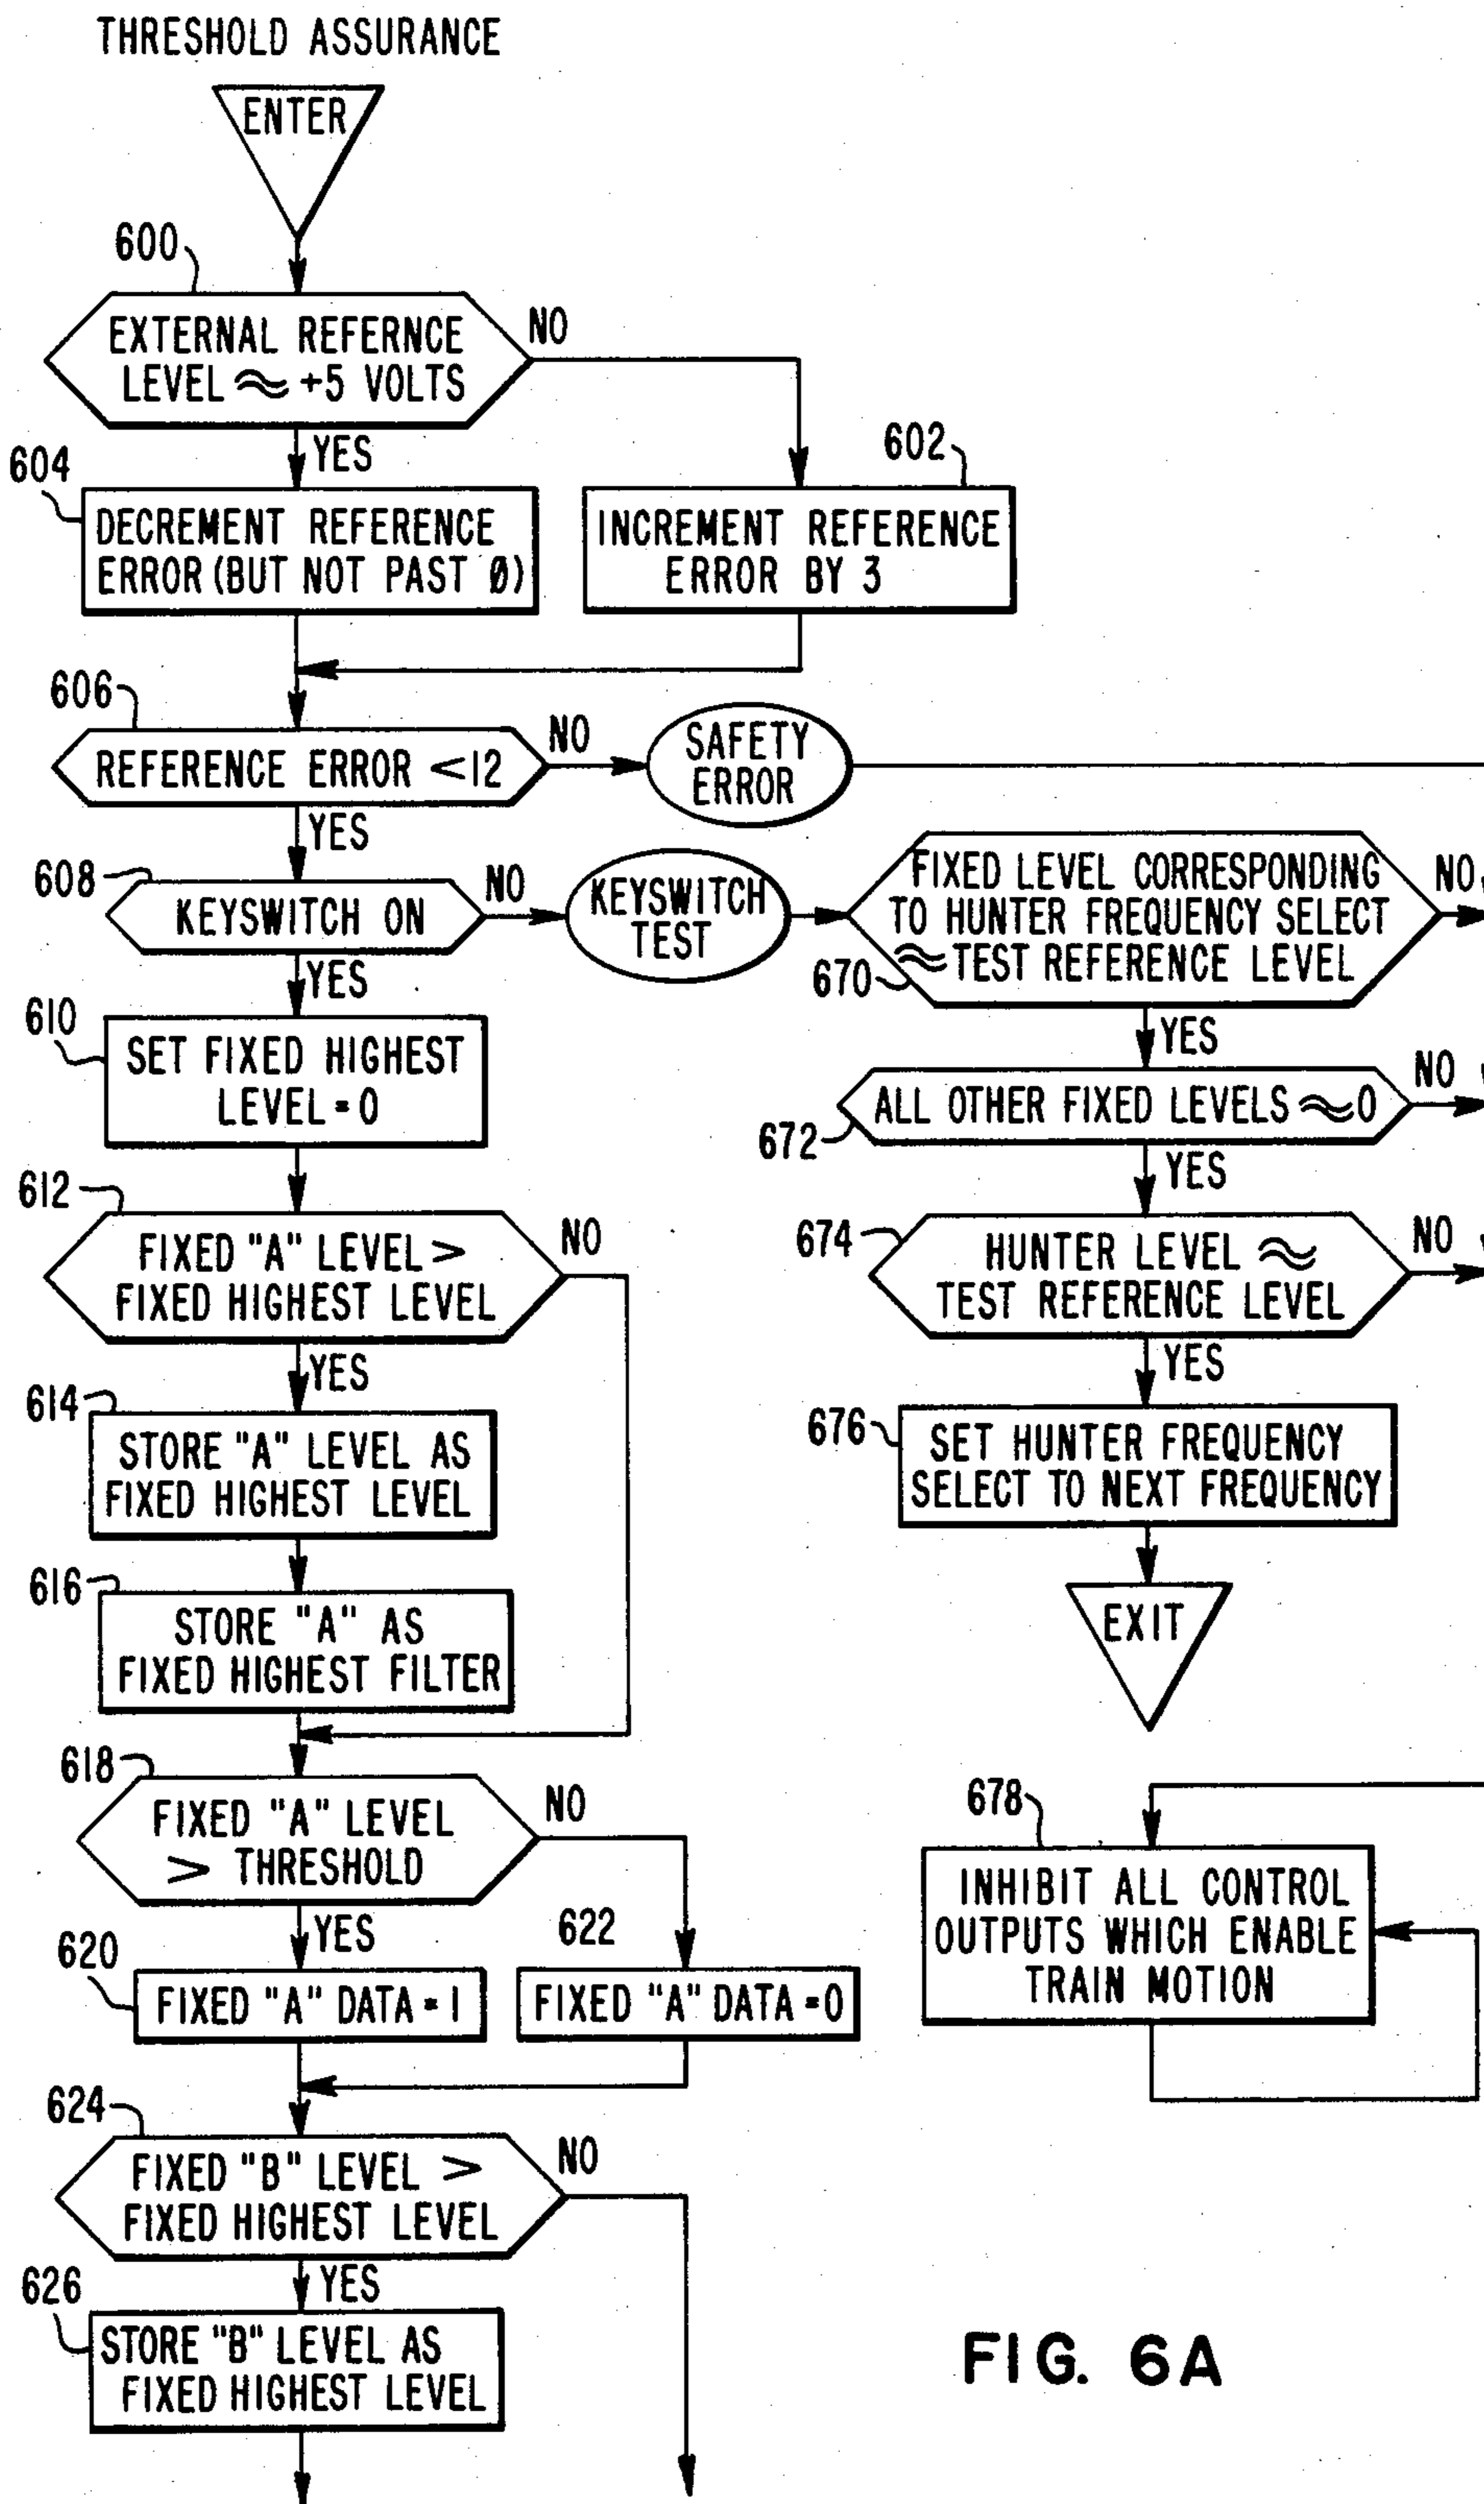 THRESHOLD ASSURANCE
ENTER
600
EXTERNAL REFERNCE
LEVEL ≈ +5 VOLTS
NO
YES
604
DECREMENT REFERENCE
ERROR (BUT NOT PAST Ø)
602
INCREMENT REFERENCE
ERROR BY 3
606
REFERENCE ERROR <12
NO
SAFETY
ERROR
YES
608
KEYSWITCH ON
NO
KEYSWITCH
TEST
YES
610
SET FIXED HIGHEST
LEVEL = 0
612
FIXED "A" LEVEL >
FIXED HIGHEST LEVEL
NO
YES
614
STORE "A" LEVEL AS
FIXED HIGHEST LEVEL
616
STORE "A" AS
FIXED HIGHEST FILTER
618
FIXED "A" LEVEL
> THRESHOLD
NO
YES
620
FIXED "A" DATA = 1
622
FIXED "A" DATA = 0
624
FIXED "B" LEVEL >
FIXED HIGHEST LEVEL
NO
YES
626
STORE "B" LEVEL AS
FIXED HIGHEST LEVEL
670
FIXED LEVEL CORRESPONDING
TO HUNTER FREQUENCY SELECT
≈ TEST REFERENCE LEVEL
NO
YES
672
ALL OTHER FIXED LEVELS ≈ 0
NO
YES
674
HUNTER LEVEL ≈
TEST REFERENCE LEVEL
NO
YES
676
SET HUNTER FREQUENCY
SELECT TO NEXT FREQUENCY
EXIT
678
INHIBIT ALL CONTROL
OUTPUTS WHICH ENABLE
TRAIN MOTION
FIG. 6A